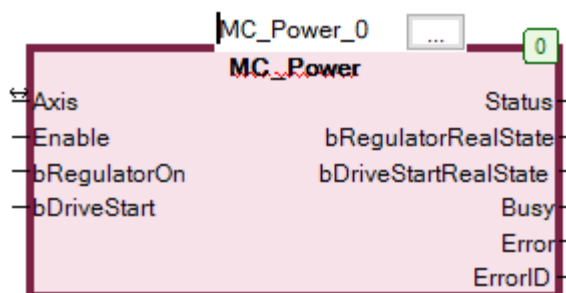 MC_Power_0 ...
0
MC_Power
Axis Status
Enable bRegulatorRealState
bRegulatorOn bDriveStartRealState
bDriveStart Busy
Error
ErrorID